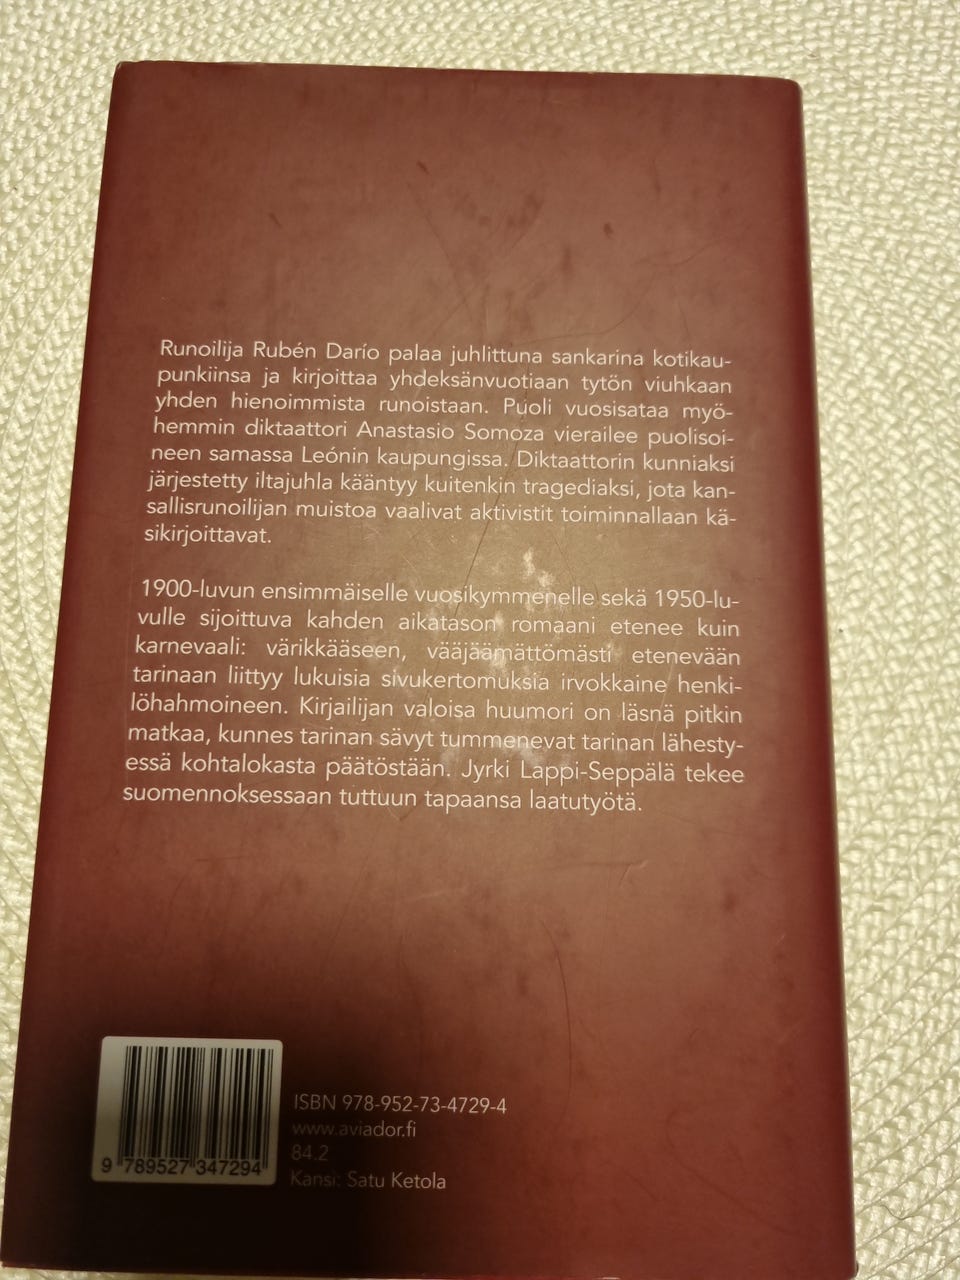 Runoilija Rubén Darío palaa juhlittuna sankarina kotikau-
punkiinsa ja kirjoittaa yhdeksänvuotiaan tytön viuhkaan
yhden hienoimmista runoistaan. Puoli vuosisataa myö-
hemmin diktaattori Anastasio Somoza vierailee puolisoi-
neen samassa Leónin kaupungissa. Diktaattorin kunniaksi
järjestetty iltajuhla kääntyy kuitenkin tragediaksi, jota kan-
sallisrunoilijan muistoa vaalivat aktivistit toiminnallaan kä-
sikirjoittavat.
1900-luvun ensimmäiselle vuosikymmenelle sekä 1950-lu-
vulle sijoittuva kahden aikatason romaani etenee kuin
karnevaali: värikkääseen, vääjäämättömästi etenevään
tarinaan liittyy lukuisia sivukertomuksia irvokkaine henki-
löhahmoineen. Kirjailijan valoisa huumori on läsnä pitkin
matkaa, kunnes tarinan sävyt tummenevat tarinan lähesty-
essä kohtalokasta päätöstään. Jyrki Lappi-Seppälä tekee
suomennoksessaan tuttuun tapaansa laatutyötä.
ISBN 978-952-73-4729-4
www.aviador.fi
84.2
Kansi: Satu Ketola
9 789527 347294